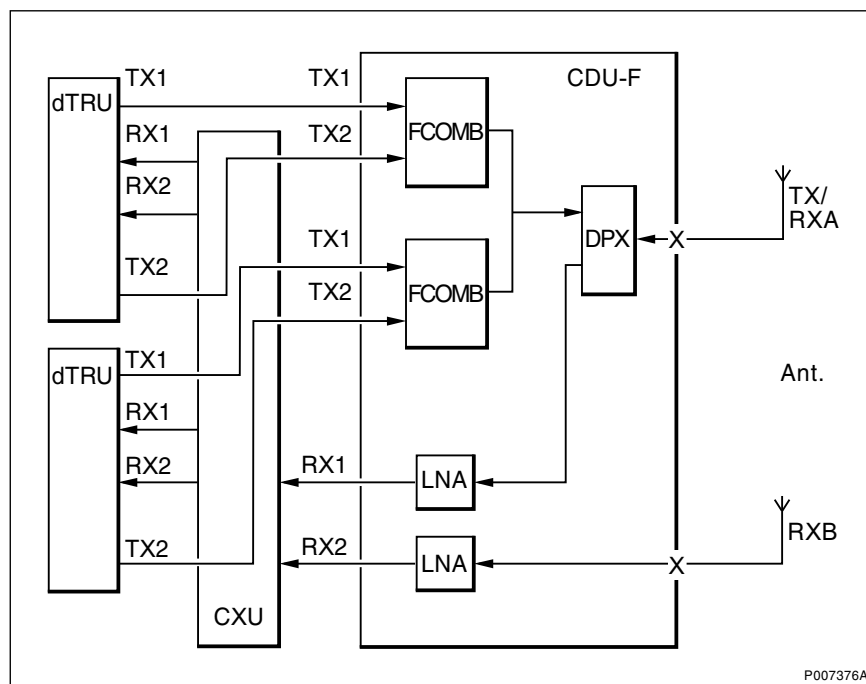 dTRU
TX1
RX1
RX2
TX2
dTRU
TX1
RX1
RX2
TX2
CXU
TX1
TX2
TX1
TX2
RX1
RX2
CDU-F
FCOMB
FCOMB
DPX
LNA
LNA
X
X
TX/
RXA
Ant.
RXB
P007376A